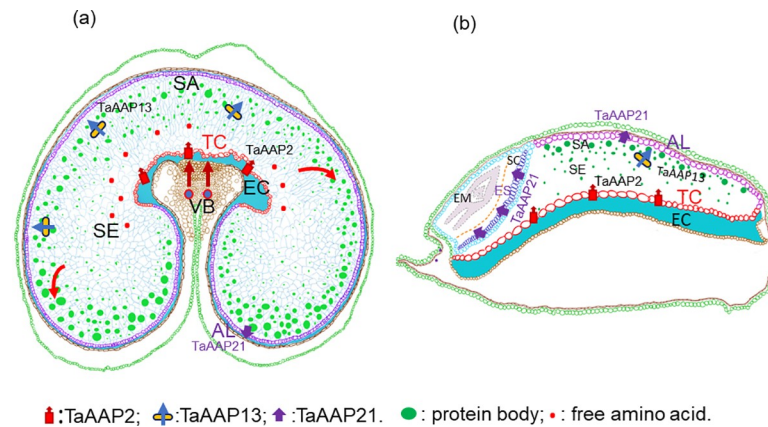 (a)
SA
TaAAP13
TC
TaAAP2
EC
VB
SE
AL
TaAAP21
(b)
TaAAP21
AL
SA
SC
TaAAP13
SE
EM
ES
TaAAP21
TaAAP2
TC
EC
:TaAAP2; :TaAAP13; :TaAAP21. : protein body; : free amino acid.